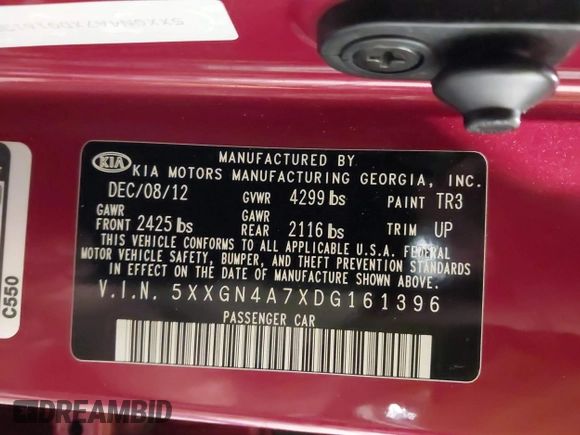 MANUFACTURED BY
KIA KIA MOTORS MANUFACTURING GEORGIA, INC.
DEC/08/12 GVWR 4299 lbs PAINT TR3
GAWR FRONT 2425 lbs GAWR REAR 2116 lbs TRIM UP
THIS VEHICLE CONFORMS TO ALL APPLICABLE U.S.A. FEDERAL
MOTOR VEHICLE SAFETY, BUMPER, AND THEFT PREVENTION STANDARDS
IN EFFECT ON THE DATE OF MANUFACTURE SHOWN ABOVE.
V.I.N. 5XXGN4A7XDG161396
PASSENGER CAR
C550
DREAMBID